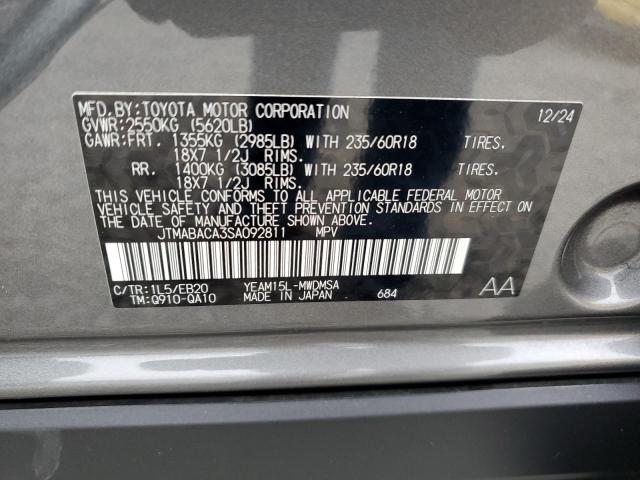 MFD.BY:TOYOTA MOTOR CORPORATION 12/24
GVWR:2550KG (5620LB)
GAWR:FRT. 1355KG (2985LB) WITH 235/60R18 TIRES.
18X7 1/2J RIMS.
RR. 1400KG (3085LB) WITH 235/60R18 TIRES.
18X7 1/2J RIMS.
THIS VEHICLE CONFORMS TO ALL APPLICABLE FEDERAL MOTOR
VEHICLE SAFETY AND THEFT PREVENTION STANDARDS IN EFFECT ON
THE DATE OF MANUFACTURE SHOWN ABOVE.
JTMABACA3SA092811 MPV
C/TR:1L5/EB20 YEAM15L-MWDMSA
TM:Q910-QA10 MADE IN JAPAN 684 AA